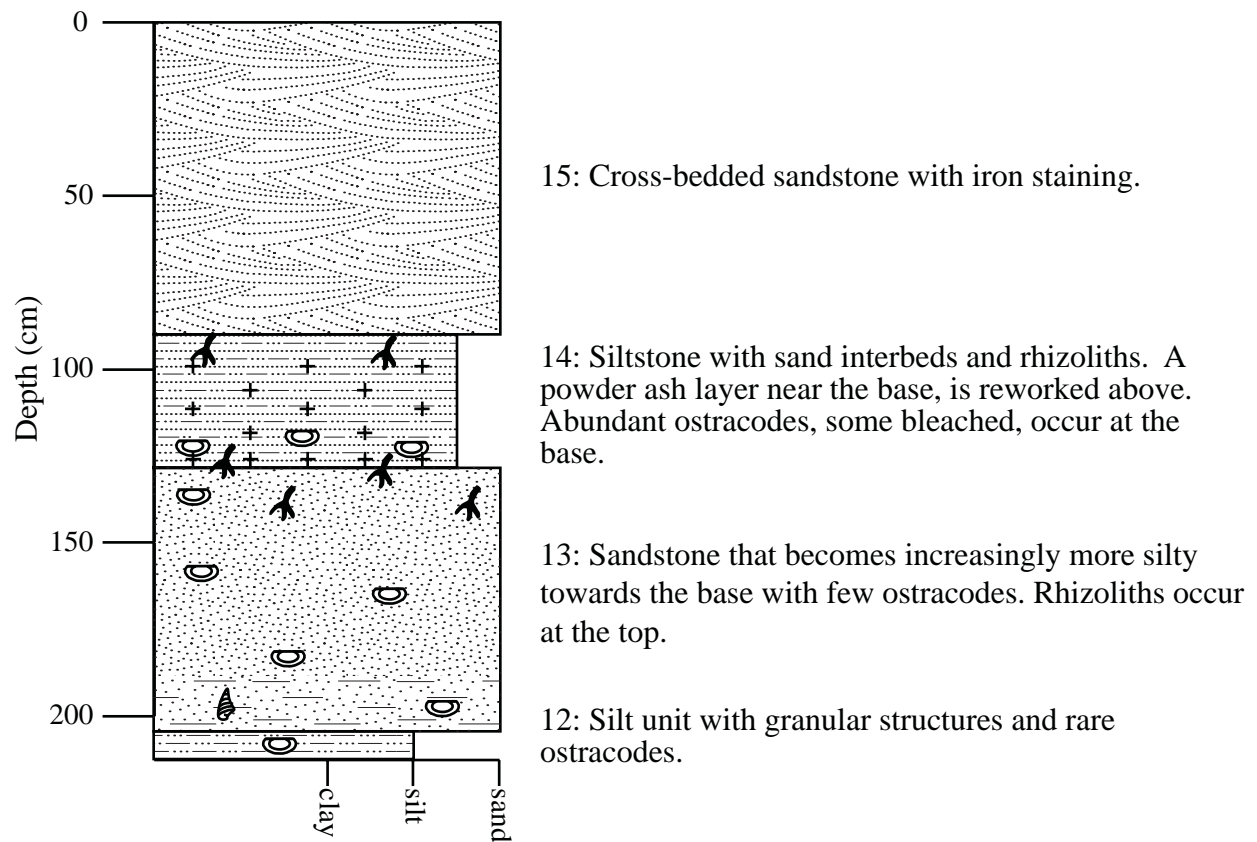 0
15: Cross-bedded sandstone with iron staining.
50
Depth (cm)
100
14: Siltstone with sand interbeds and rhizoliths. A
powder ash layer near the base, is reworked above.
Abundant ostracodes, some bleached, occur at the
base.
150
13: Sandstone that becomes increasingly more silty
towards the base with few ostracodes. Rhizoliths occur
at the top.
200
12: Silt unit with granular structures and rare
ostracodes.
clay
silt
sand